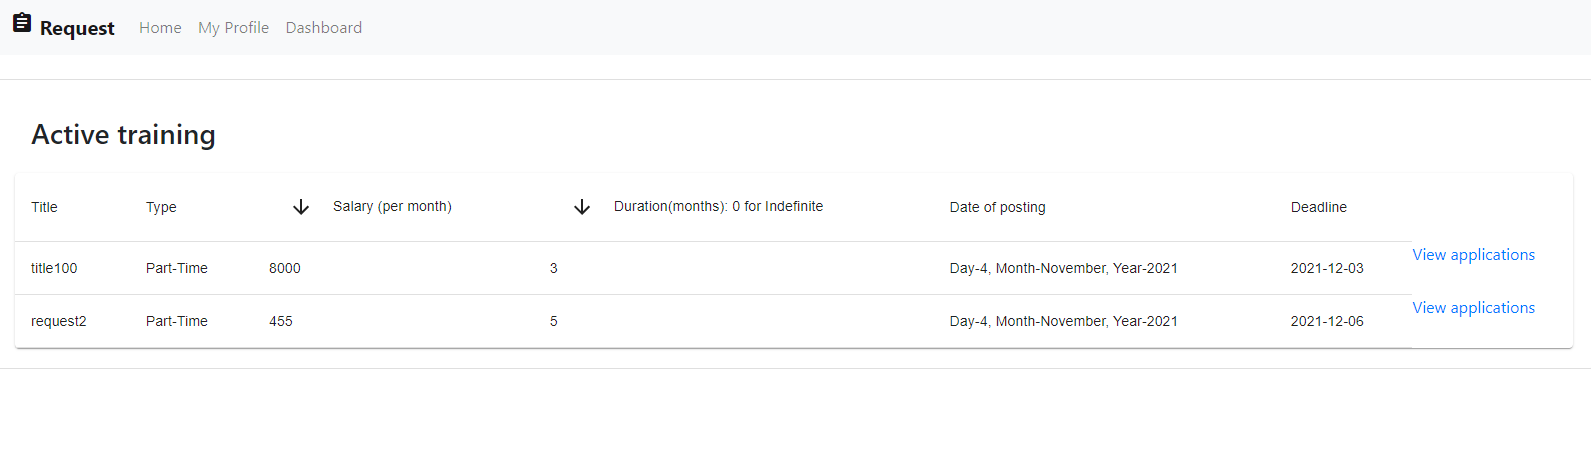 Request Home My Profile Dashboard
Active training
Title Type Salary (per month) Duration(months): 0 for Indefinite Date of posting Deadline
title100 Part-Time 8000 3 Day-4, Month-November, Year-2021 2021-12-03 View applications
request2 Part-Time 455 5 Day-4, Month-November, Year-2021 2021-12-06 View applications